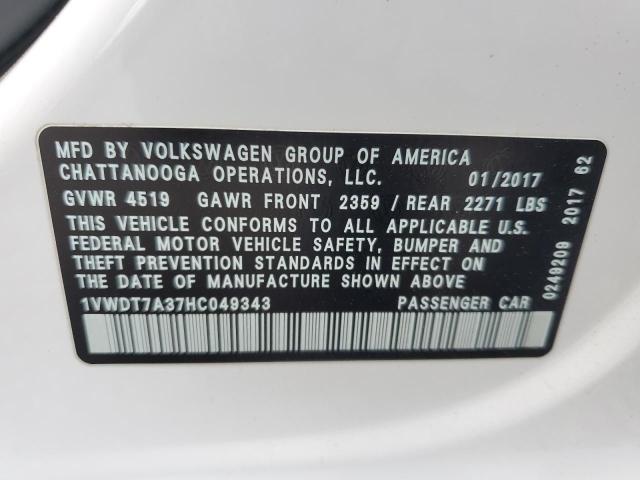 MFD BY VOLKSWAGEN GROUP OF AMERICA
CHATTANOOGA OPERATIONS, LLC. 01/2017
GVWR 4519 GAWR FRONT 2359 / REAR 2271 LBS
THIS VEHICLE CONFORMS TO ALL APPLICABLE U.S.
FEDERAL MOTOR VEHICLE SAFETY, BUMPER AND
THEFT PREVENTION STANDARDS IN EFFECT ON
THE DATE OF MANUFACTURE SHOWN ABOVE
1VWDT7A37HC049343 PASSENGER CAR
0249209 2017 62